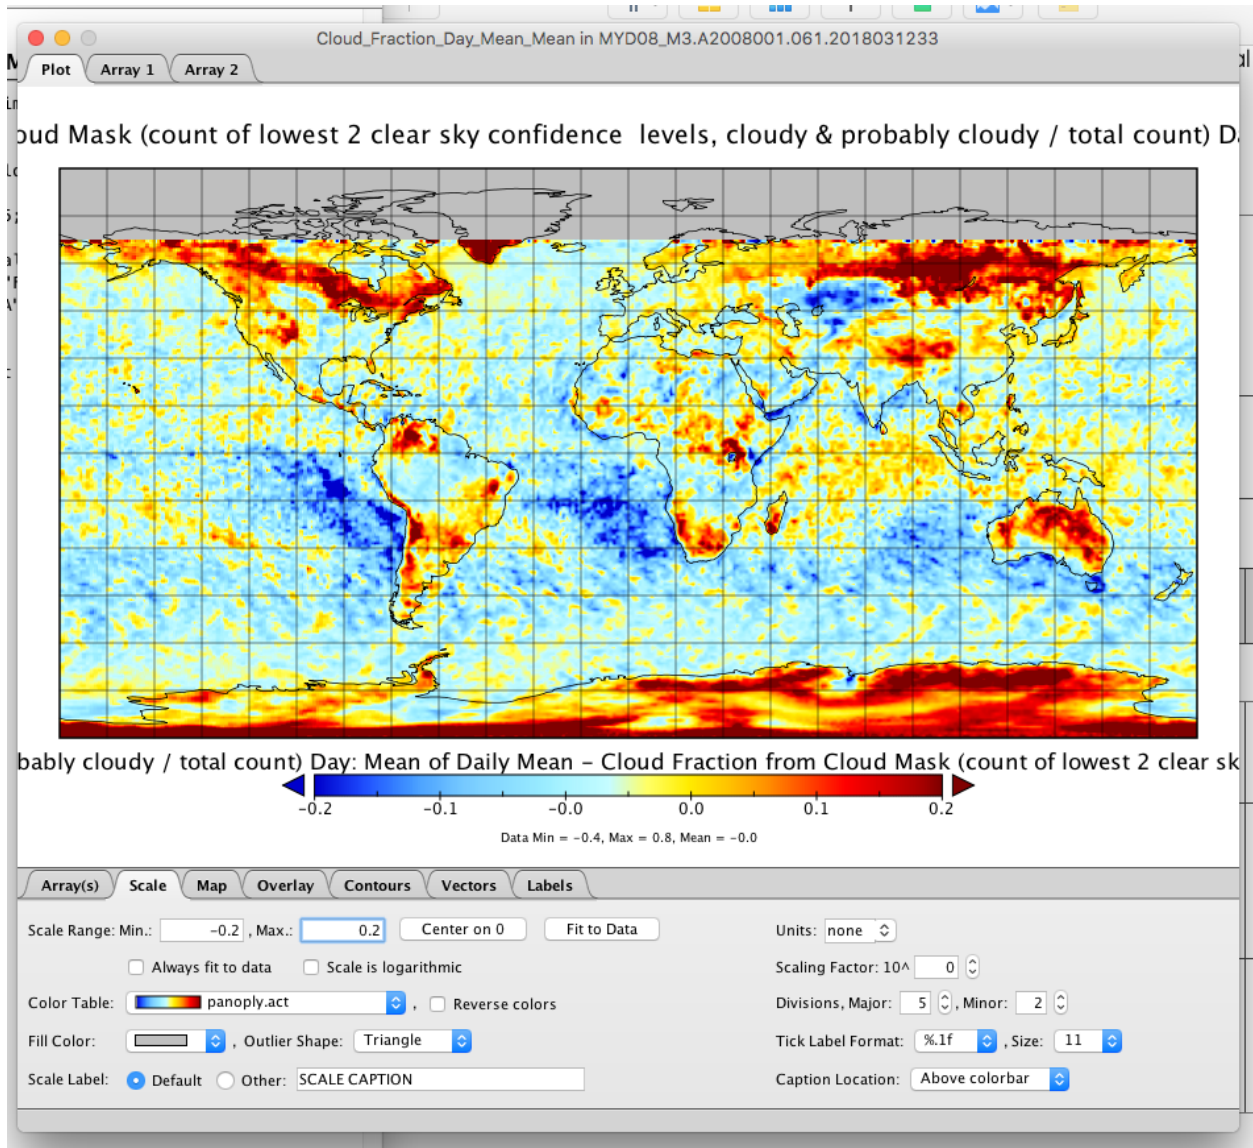 Cloud_Fraction_Day_Mean_Mean in MYD08_M3.A2008001.061.2018031233
Plot Array 1 Array 2
oud Mask (count of lowest 2 clear sky confidence levels, cloudy & probably cloudy / total count) D
bably cloudy / total count) Day: Mean of Daily Mean – Cloud Fraction from Cloud Mask (count of lowest 2 clear sk
−0.2 −0.1 −0.0 0.0 0.1 0.2
Data Min = −0.4, Max = 0.8, Mean = −0.0
Array(s) Scale Map Overlay Contours Vectors Labels
Scale Range: Min.: −0.2 , Max.: 0.2 Center on 0 Fit to Data Units: none
Always fit to data Scale is logarithmic Scaling Factor: 10^ 0
Color Table: panoply.act , Reverse colors Divisions, Major: 5 , Minor: 2
Fill Color: , Outlier Shape: Triangle Tick Label Format: %.1f , Size: 11
Scale Label: Default Other: SCALE CAPTION Caption Location: Above colorbar